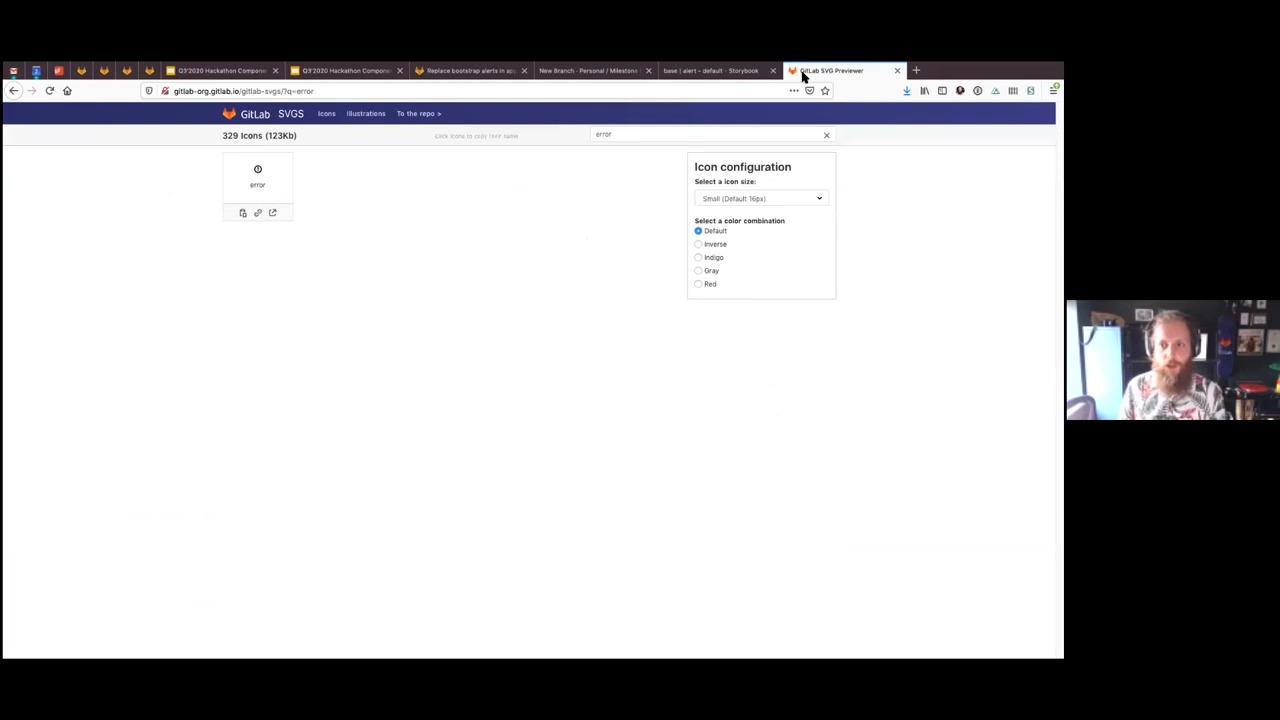 Q3'2020 Hackathon Compone
Q3'2020 Hackathon Compone
Replace bootstrap alerts in ap
New Branch · Personal / Milestone
base | alert - default · Storybook
GitLab SVG Previewer
gitlab-org.gitlab.io/gitlab-svgs/?q=error
GitLab SVGS Icons Illustrations To the repo >
329 Icons (123Kb)
Click icons to copy their name
error
error
Icon configuration
Select a icon size:
Small (Default 16px)
Select a color combination
Default
Inverse
Indigo
Gray
Red